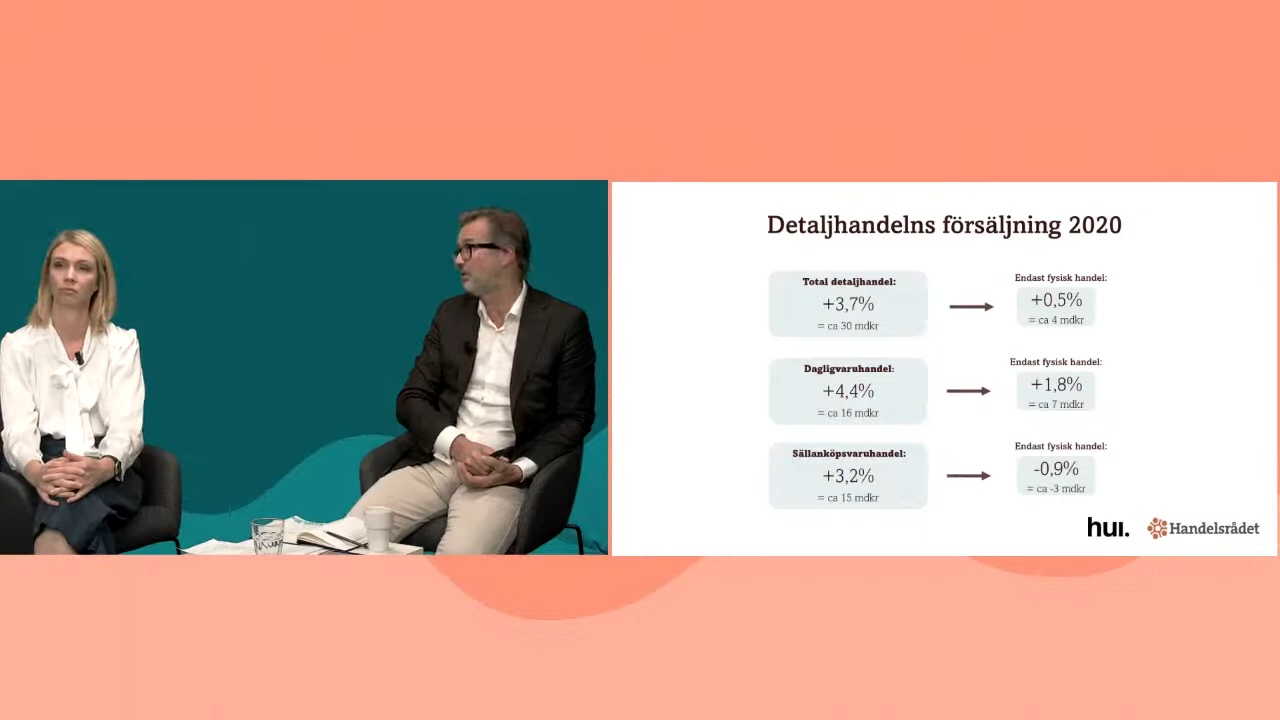 Detaljhandelns försäljning 2020
Total detaljhandel:
+3,7%
= ca 30 mdkr
Endast fysisk handel:
+0,5%
= ca 4 mdkr
Dagligvaruhandel:
+4,4%
= ca 16 mdkr
Endast fysisk handel:
+1,8%
= ca 7 mdkr
Sällanköpsvaruhandel:
+3,2%
= ca 15 mdkr
Endast fysisk handel:
-0,9%
= ca -3 mdkr
hui.
Handelsrådet